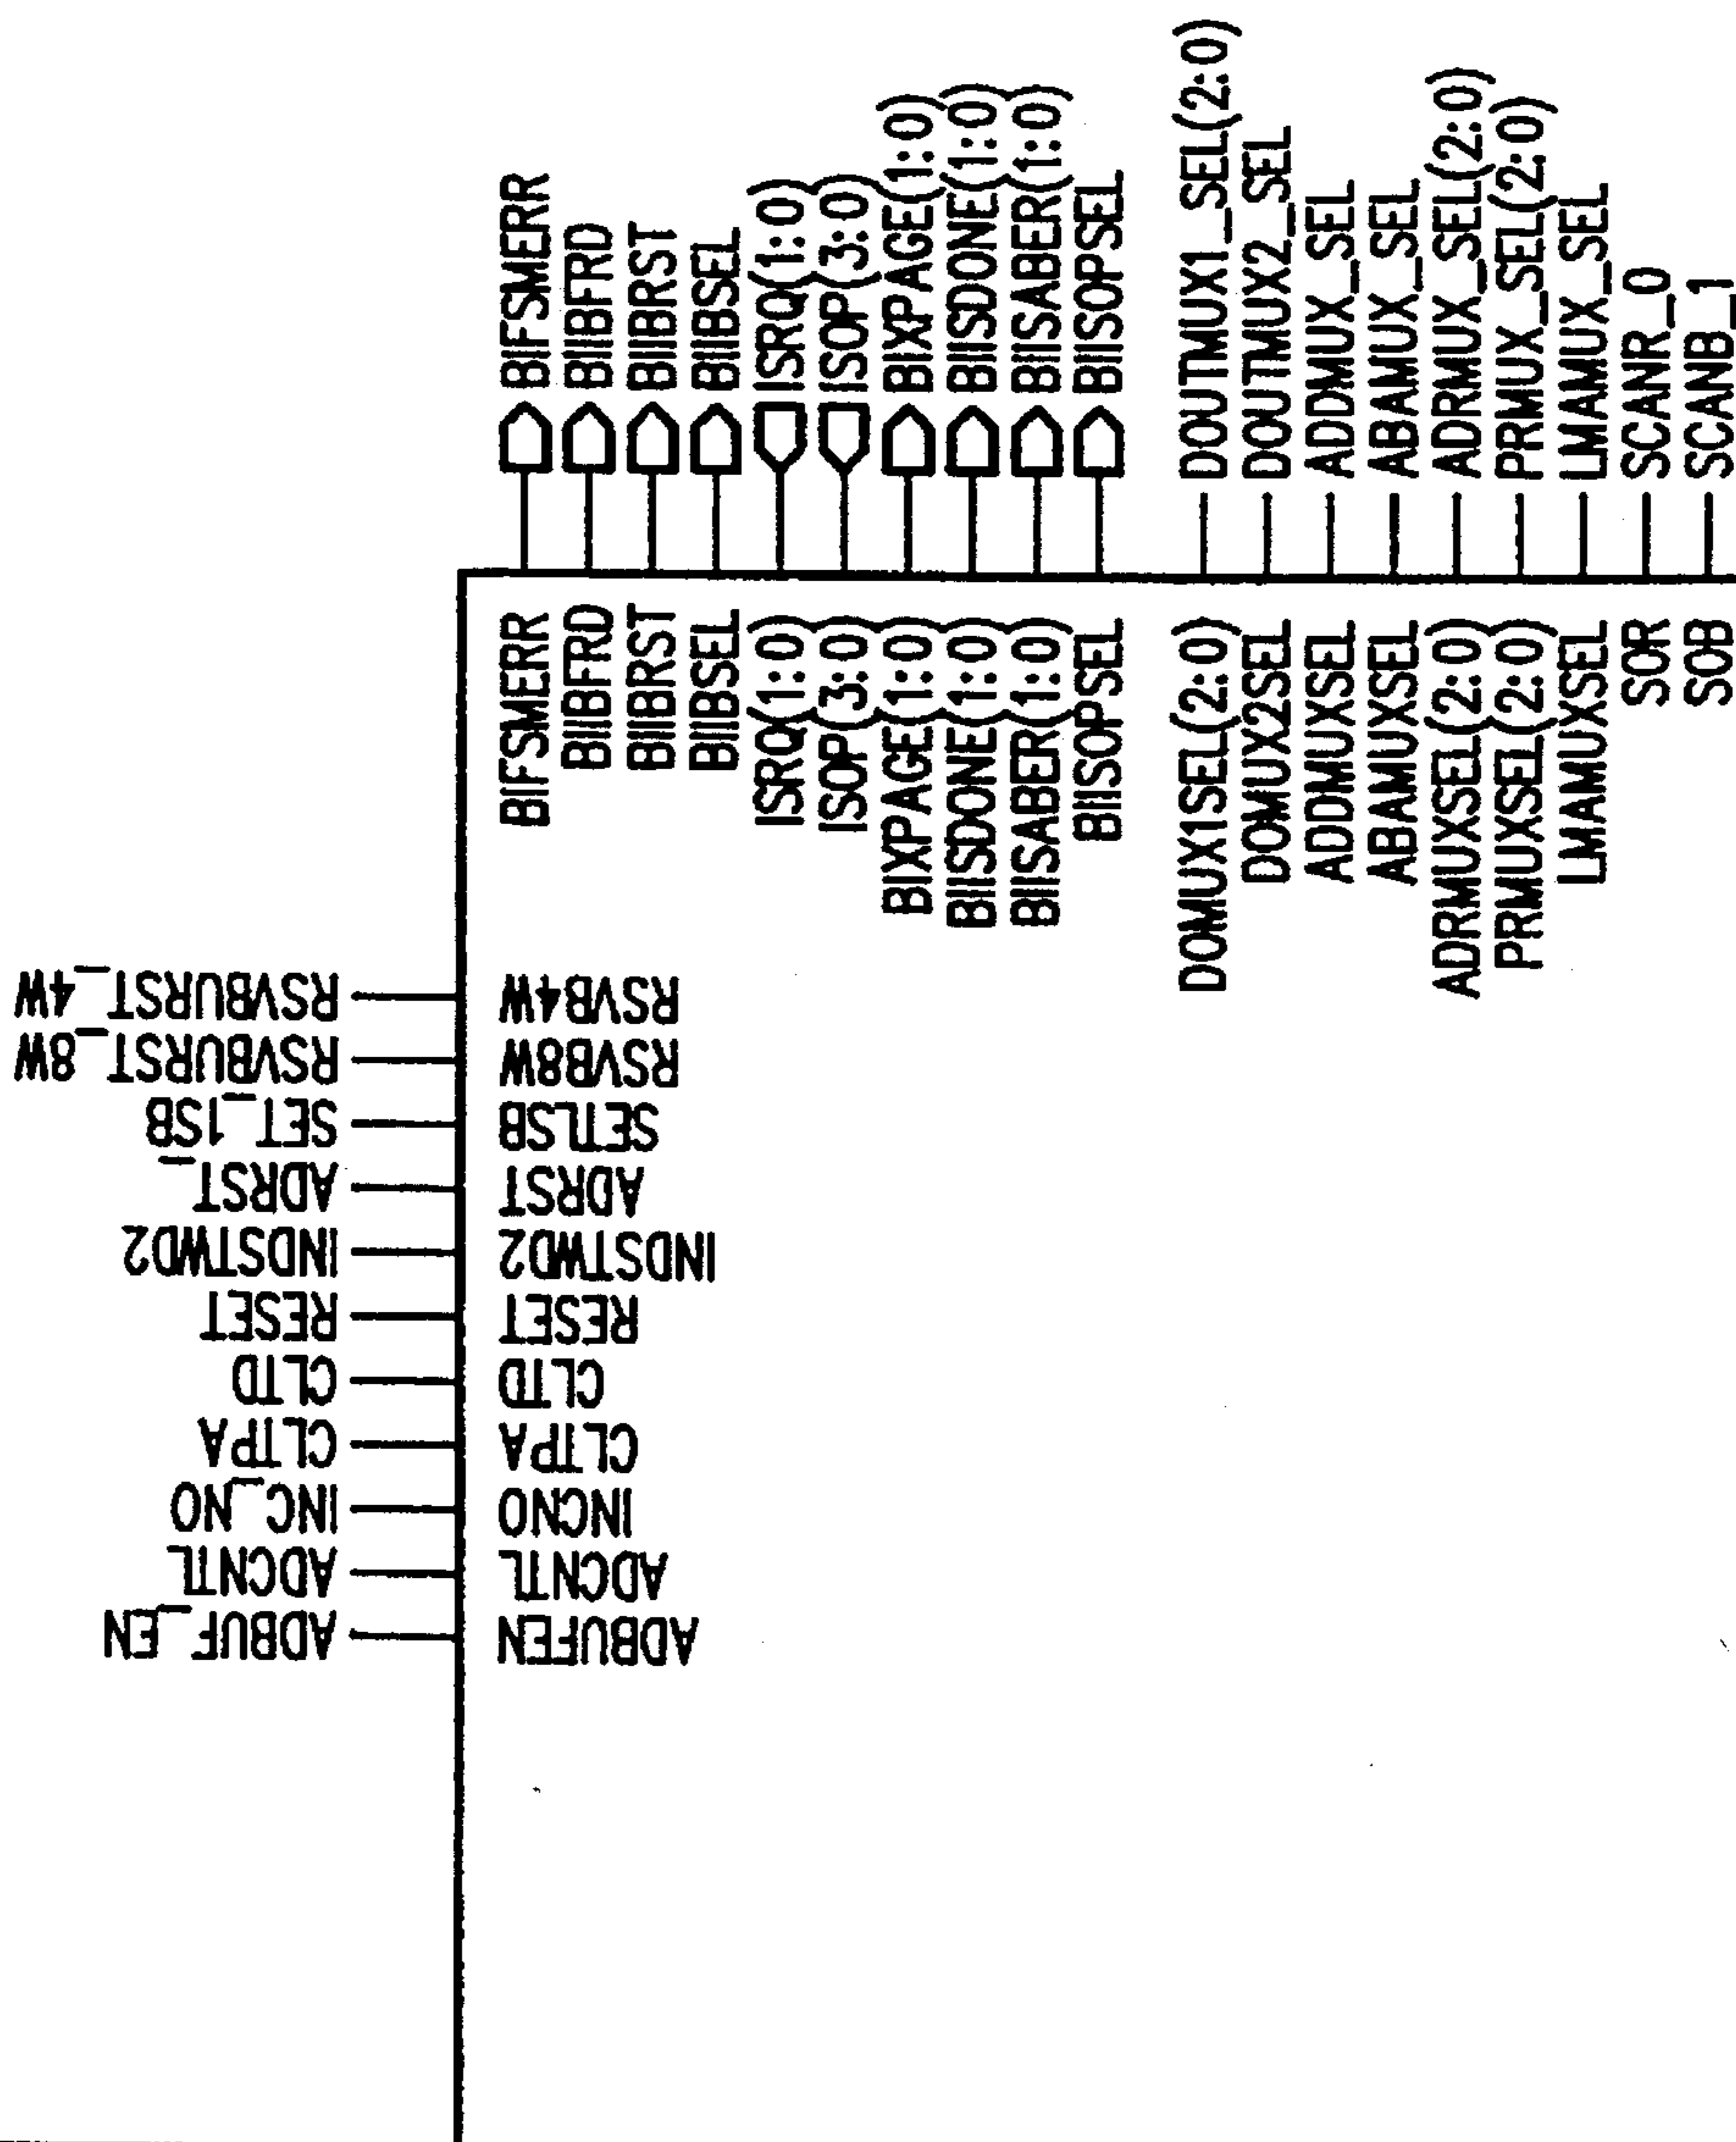 BIFSMERR
BIIBFRD
BIIBRST
BIIBSEL
ISRQ(1:0)
ISOP(3:0)
BIXPAGE(1:0)
BIISDONE(1:0)
BIISABER(1:0)
BIISOPSEL
DOUTMUX1_SEL(2:0)
DOUTMUX2_SEL
ADDMUX_SEL
ABAMUX_SEL
ADRMUX_SEL(2:0)
PRMUX_SEL(2:0)
LMAMUX_SEL
SCANR_0
SCANB_1
BIFSMERR
BIIBFRD
BIIBRST
BIIBSEL
ISRQ(1:0)
ISOP(3:0)
BIXPAGE(1:0)
BIISDONE(1:0)
BIISABER(1:0)
BIISOPSEL
DOMUX1SEL(2:0)
DOMUX2SEL
ADDMUXSEL
ABAMUXSEL
ADRMUXSEL(2:0)
PRMUXSEL(2:0)
LMAMUXSEL
SOR
SOB
RSVBURST_4W
RSVBURST_8W
SET_1SB
ADRST_
INDSTWD2
RESET
CLTD
CLTPA
INC_NO
ADCNTL
ADBUF_EN
RSVB4W
RSVB8W
SETLSB
ADRST
INDSTWD2
RESET
CLTD
CLTPA
INCNO
ADCNTL
ADBUFEN